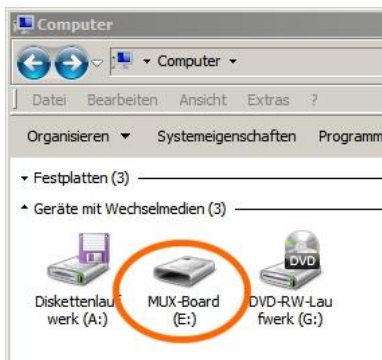 Computer
Computer
Datei Bearbeiten Ansicht Extras ?
Organisieren Systemeigenschaften Programm
Festplatten (3)
Geräte mit Wechselmedien (3)
DVD
Diskettenlauf MUX-Board DVD-RW-Lau
werk (A:) (E:) fwerk (G:)